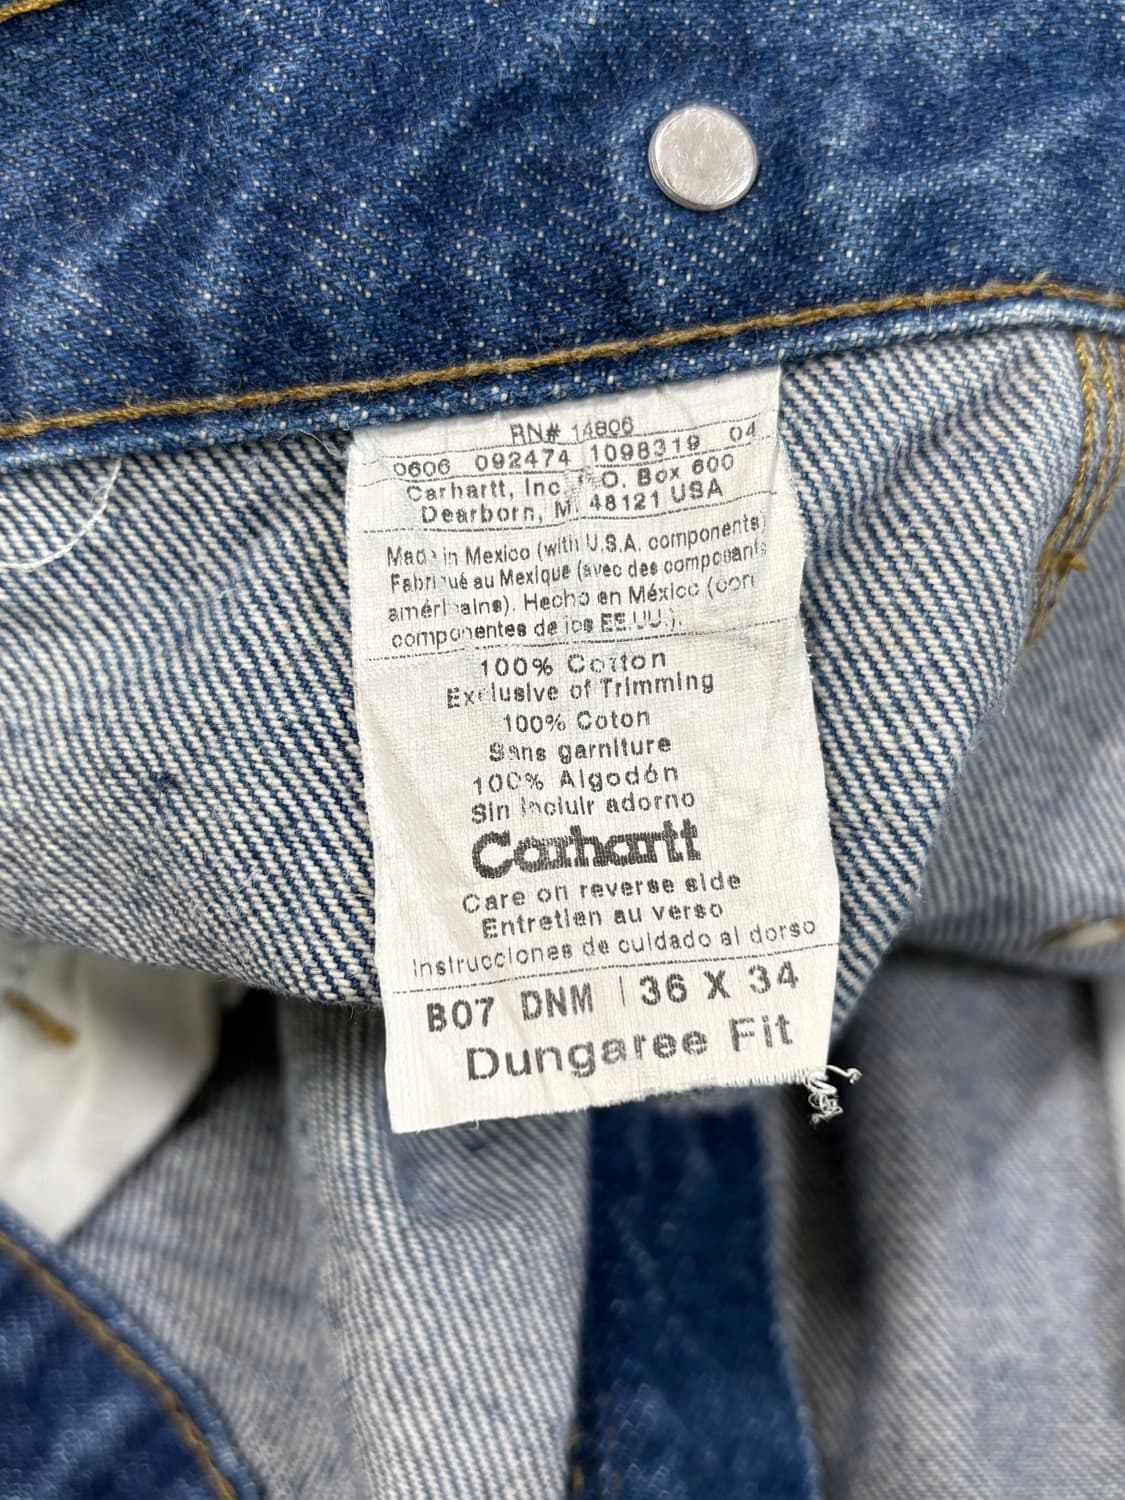 RN# 14806
0606 092474 1098319 04
Carhartt, Inc. P.O. Box 600
Dearborn, M. 48121 USA
Made in Mexico (with U.S.A. components)
Fabriqué au Mexique (avec des composants
américains). Hecho en México (con
componentes de los EE.UU.).
100% Cotton
Exclusive of Trimming
100% Coton
Sans garniture
100% Algodón
Sin incluir adorno
Carhartt
Care on reverse side
Entretien au verso
Instrucciones de cuidado al dorso
B07 DNM | 36 X 34
Dungaree Fit